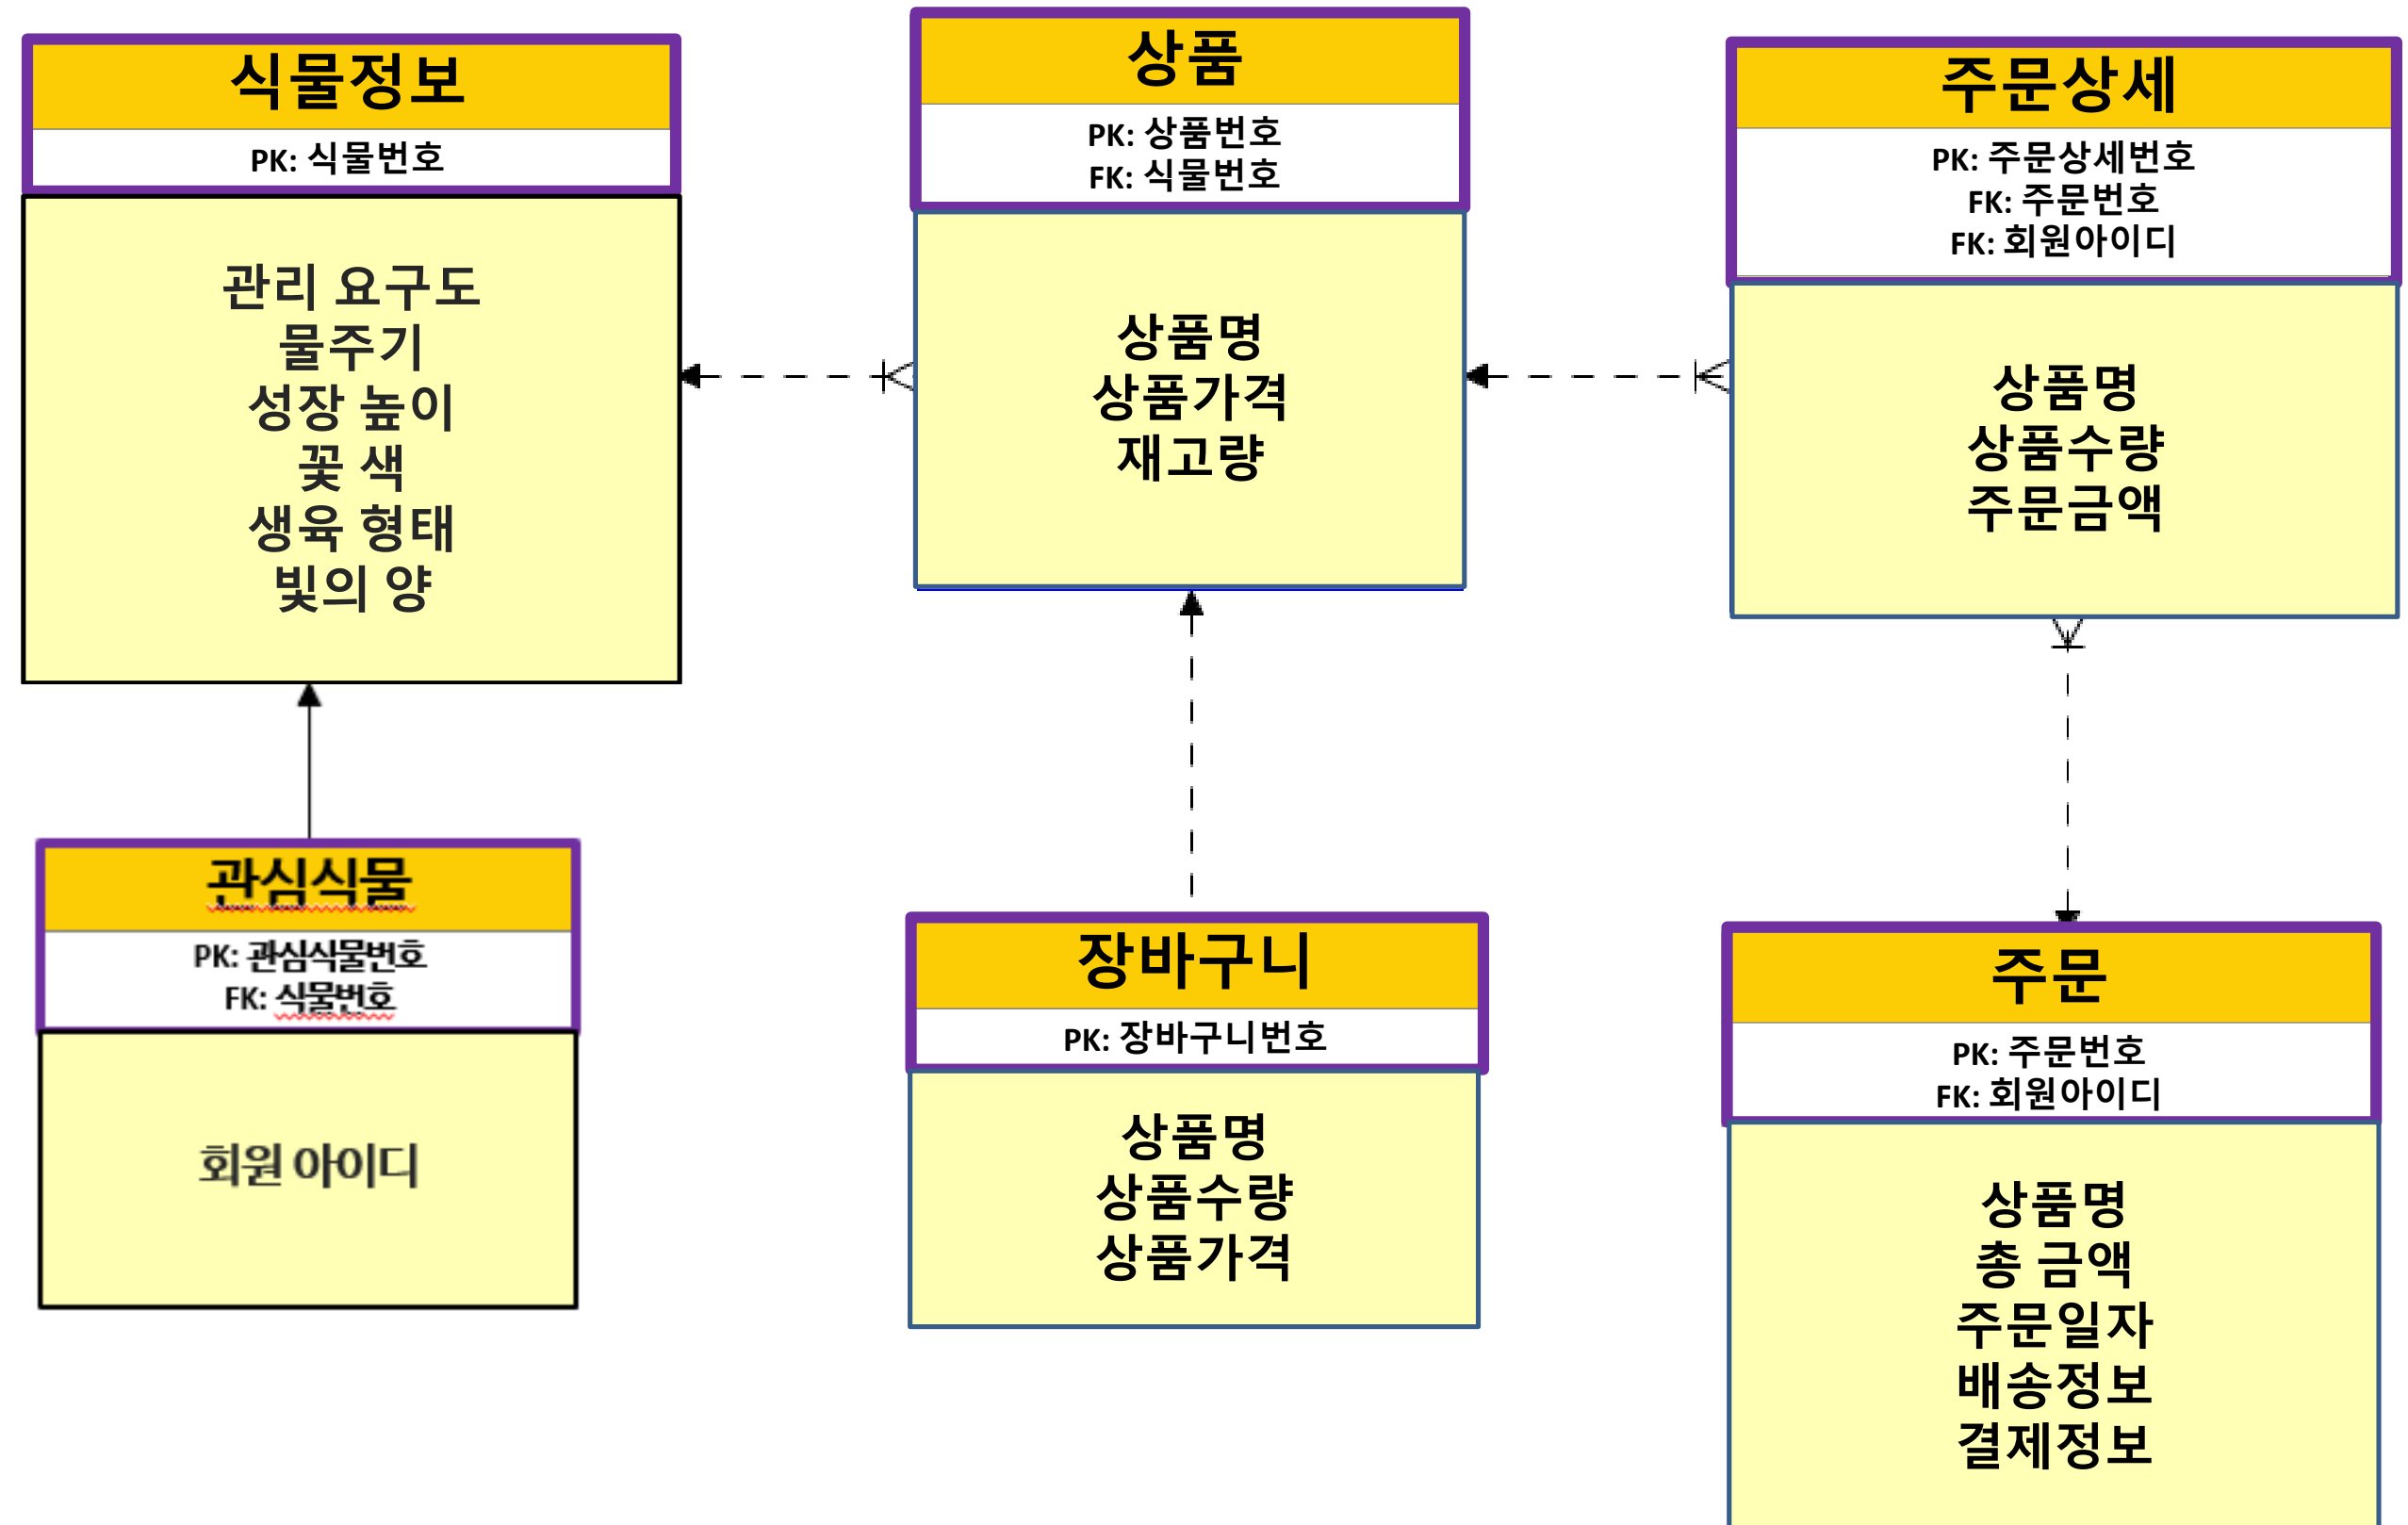 식물정보
PK: 식물번호
관리 요구도
물주기
성장 높이
꽃 색
생육 형태
빛의 양
상품
PK: 상품번호
FK: 식물번호
상품명
상품가격
재고량
주문상세
PK: 주문상세번호
FK: 주문번호
FK: 회원아이디
상품명
상품수량
주문금액
관심식물
PK: 관심식물번호
FK: 식물번호
회원 아이디
장바구니
PK: 장바구니번호
상품명
상품수량
상품가격
주문
PK: 주문번호
FK: 회원아이디
상품명
총 금액
주문일자
배송정보
결제정보